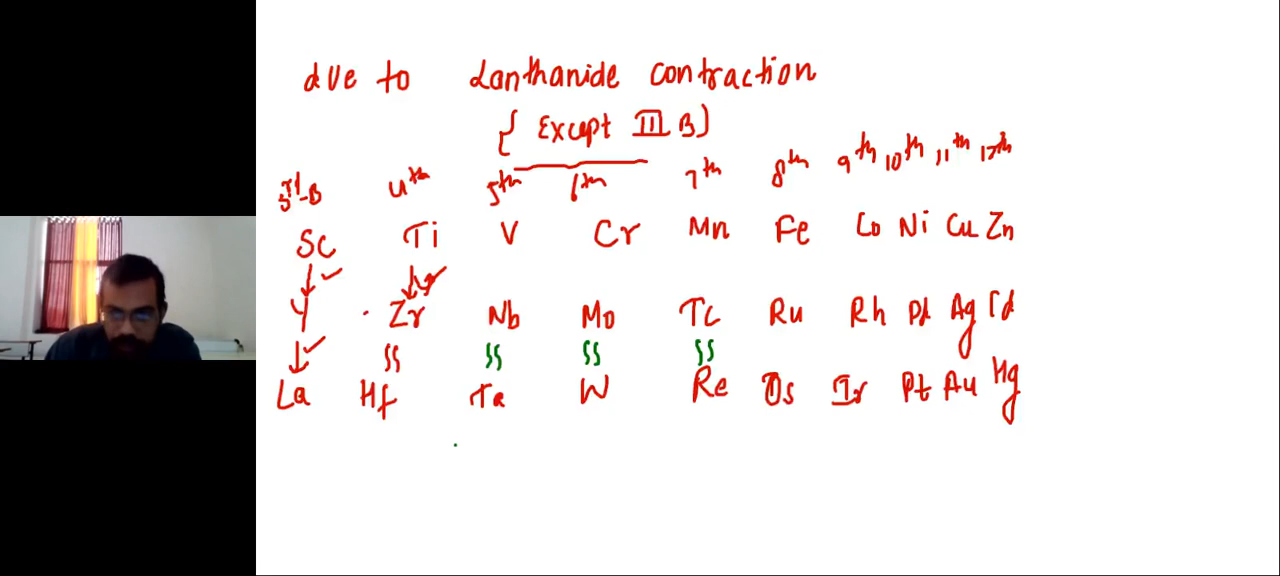 due to Lanthanide contraction
{ Except III B}
3rd-B 4th 5th 6th 7th 8th 9th 10th 11th 12th
Sc Ti V Cr Mn Fe Co Ni Cu Zn
Y Zr Nb Mo Tc Ru Rh Pd Ag Cd
La Hf Ta W Re Os Ir Pt Au Hg